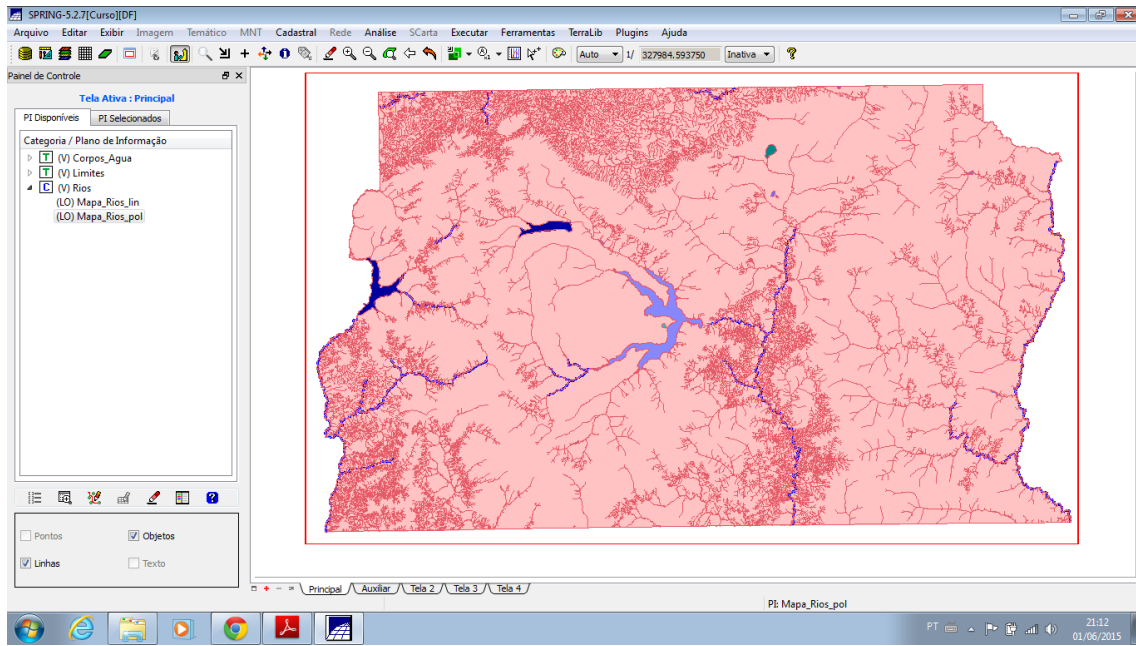 SPRING-5.2.7[Curso][DF]
Arquivo Editar Exibir Imagem Temático MNT Cadastral Rede Análise SCarta Executar Ferramentas TerraLib Plugins Ajuda
Auto 1/ 327984.593750 Inativa
Painel de Controle
Tela Ativa : Principal
PI Disponíveis PI Selecionados
Categoria / Plano de Informação
T (V) Corpos_Agua
T (V) Limites
C (V) Rios
(LO) Mapa_Rios_lin
(LO) Mapa_Rios_pol
Pontos Objetos
Linhas Texto
Principal Auxiliar Tela 2 Tela 3 Tela 4
PI: Mapa_Rios_pol
PT 21:12
01/06/2015